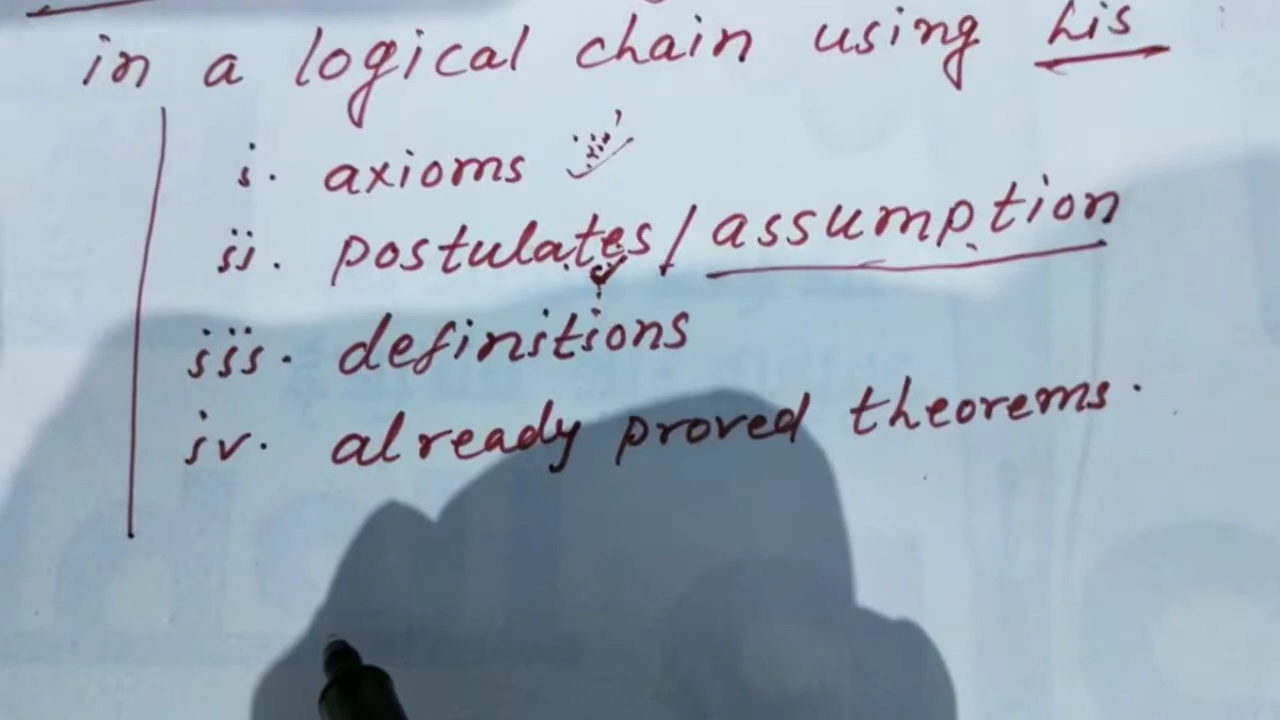 in a logical chain using his
i. axioms
ii. postulates / assumption
iii. definitions
iv. already proved theorems.